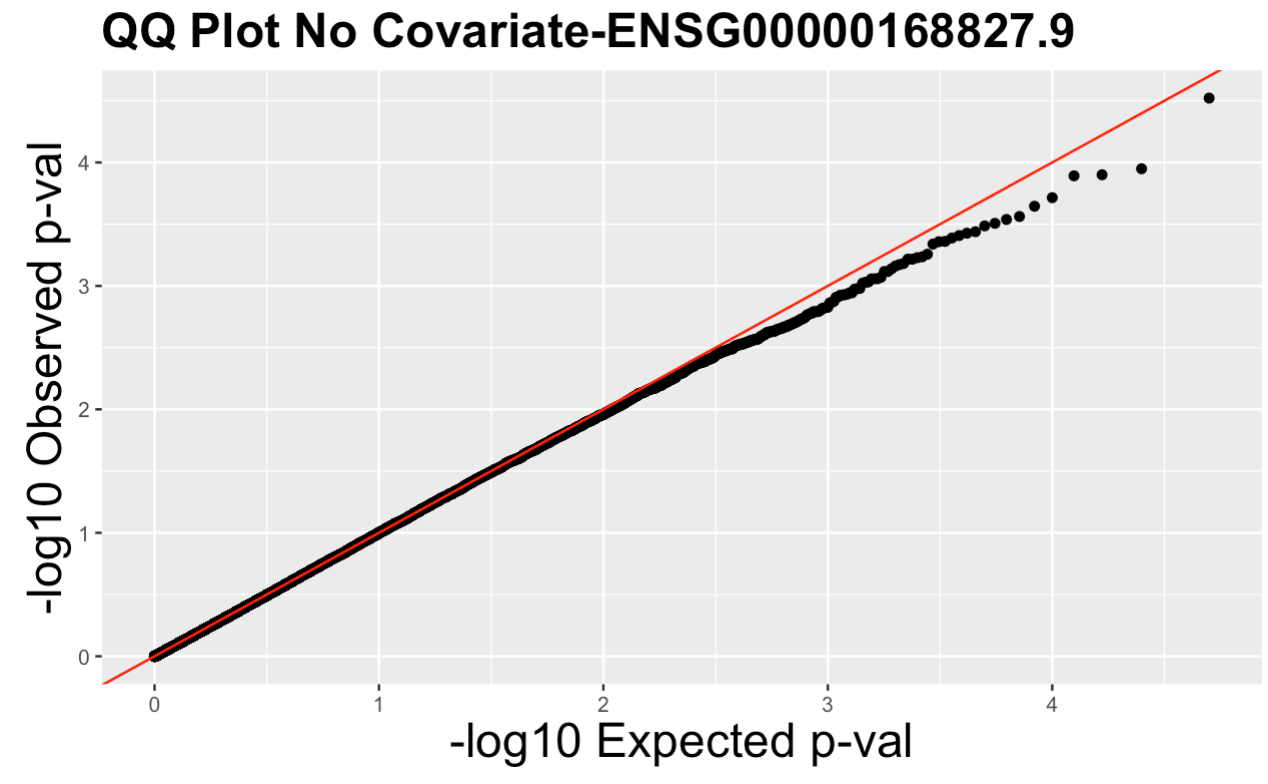 QQ Plot No Covariate-ENSG00000168827.9
-log10 Observed p-val
4
3
2
1
0
0 1 2 3 4
-log10 Expected p-val